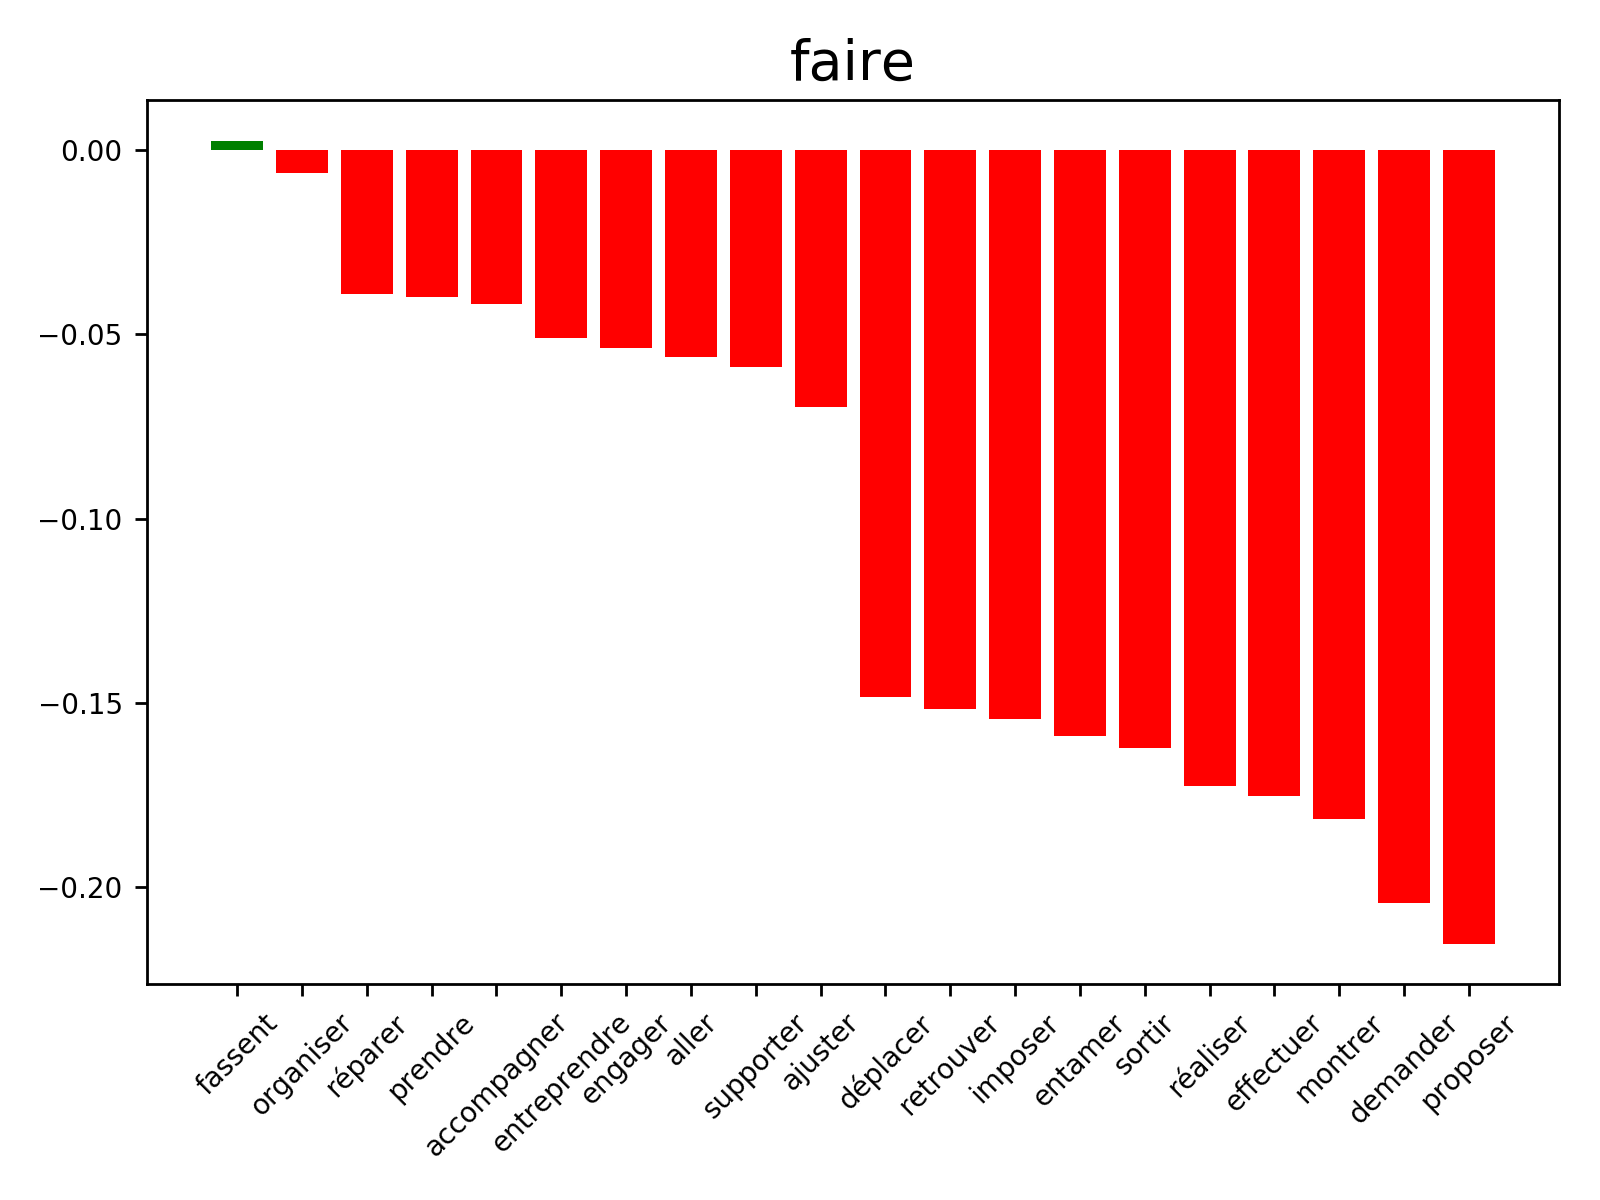 faire
0.00
−0.05
−0.10
−0.15
−0.20
fassent
organiser
réparer
prendre
accompagner
entreprendre
engager
aller
supporter
ajuster
déplacer
retrouver
imposer
entamer
sortir
réaliser
effectuer
montrer
demander
proposer